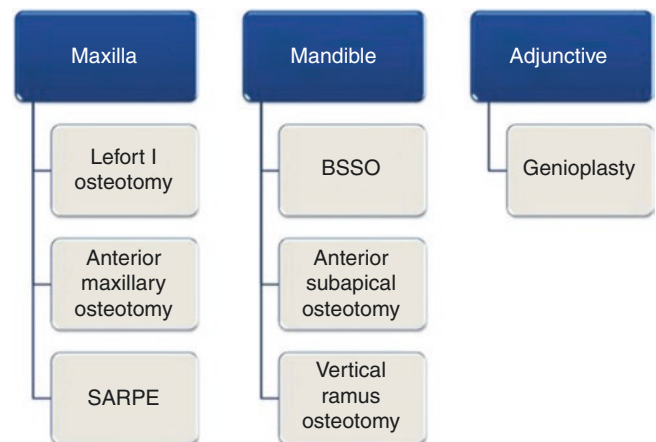 Maxilla
Lefort I
osteotomy
Anterior
maxillary
osteotomy
SARPE
Mandible
BSSO
Anterior
subapical
osteotomy
Vertical
ramus
osteotomy
Adjunctive
Genioplasty